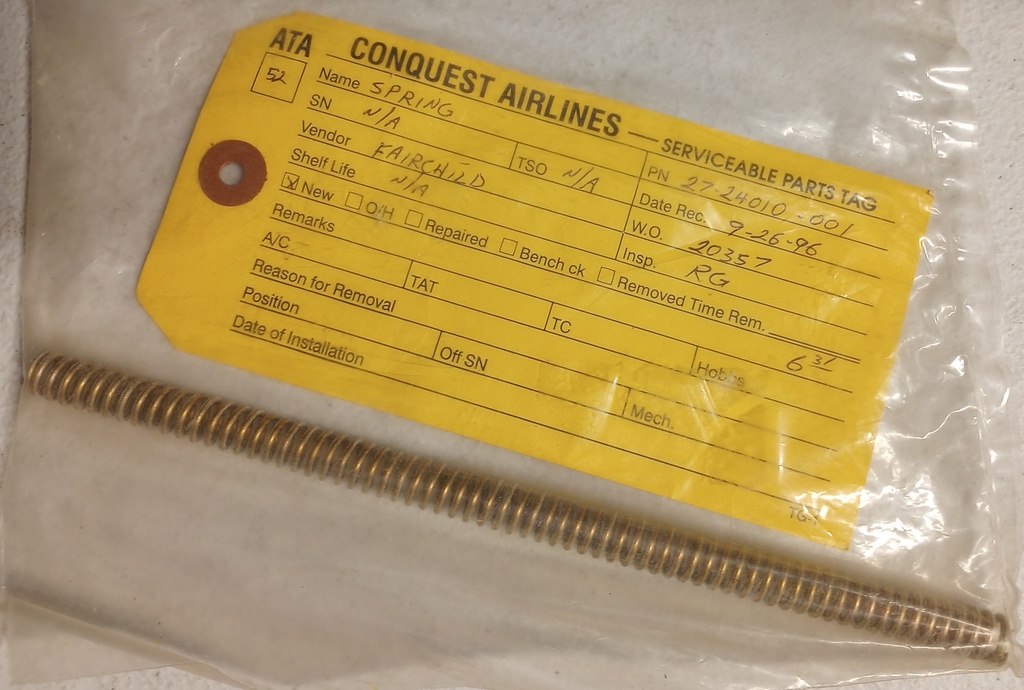 ATA — CONQUEST AIRLINES — SERVICEABLE PARTS TAG
52
Name SPRING PN 27-24010-001
SN N/A TSO N/A Date Rec. 9-26-96
Vendor FAIRCHILD W.O. 20357
Shelf Life N/A Insp. RG
☒ New ☐ O/H ☐ Repaired ☐ Bench ck ☐ Removed Time Rem.
Remarks 6 31
A/C TAT TC Hobbs
Reason for Removal
Position Off SN Mech.
Date of Installation